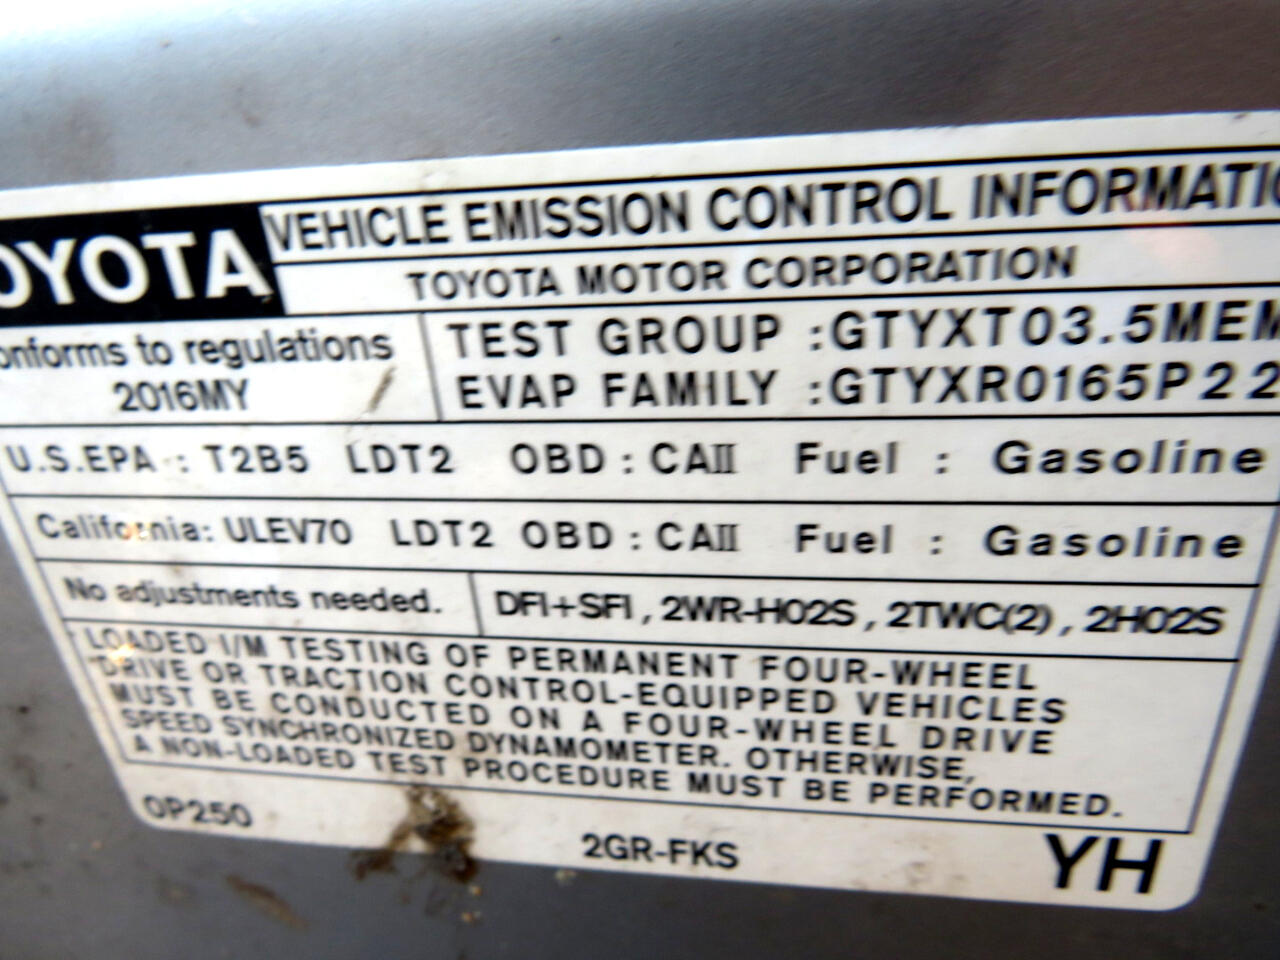 OYOTA
VEHICLE EMISSION CONTROL INFORMATIO
TOYOTA MOTOR CORPORATION
onforms to regulations
2016MY
TEST GROUP :GTYXT03.5MEM
EVAP FAMILY :GTYXR0165P22
U.S.EPA : T2B5 LDT2 OBD : CAII Fuel : Gasoline
California: ULEV70 LDT2 OBD : CAII Fuel : Gasoline
No adjustments needed. DFI+SFI , 2WR-HO2S , 2TWC(2) , 2HO2S
LOADED I/M TESTING OF PERMANENT FOUR-WHEEL
DRIVE OR TRACTION CONTROL-EQUIPPED VEHICLES
MUST BE CONDUCTED ON A FOUR-WHEEL DRIVE
SPEED SYNCHRONIZED DYNAMOMETER. OTHERWISE,
A NON-LOADED TEST PROCEDURE MUST BE PERFORMED.
0P250
2GR-FKS
YH